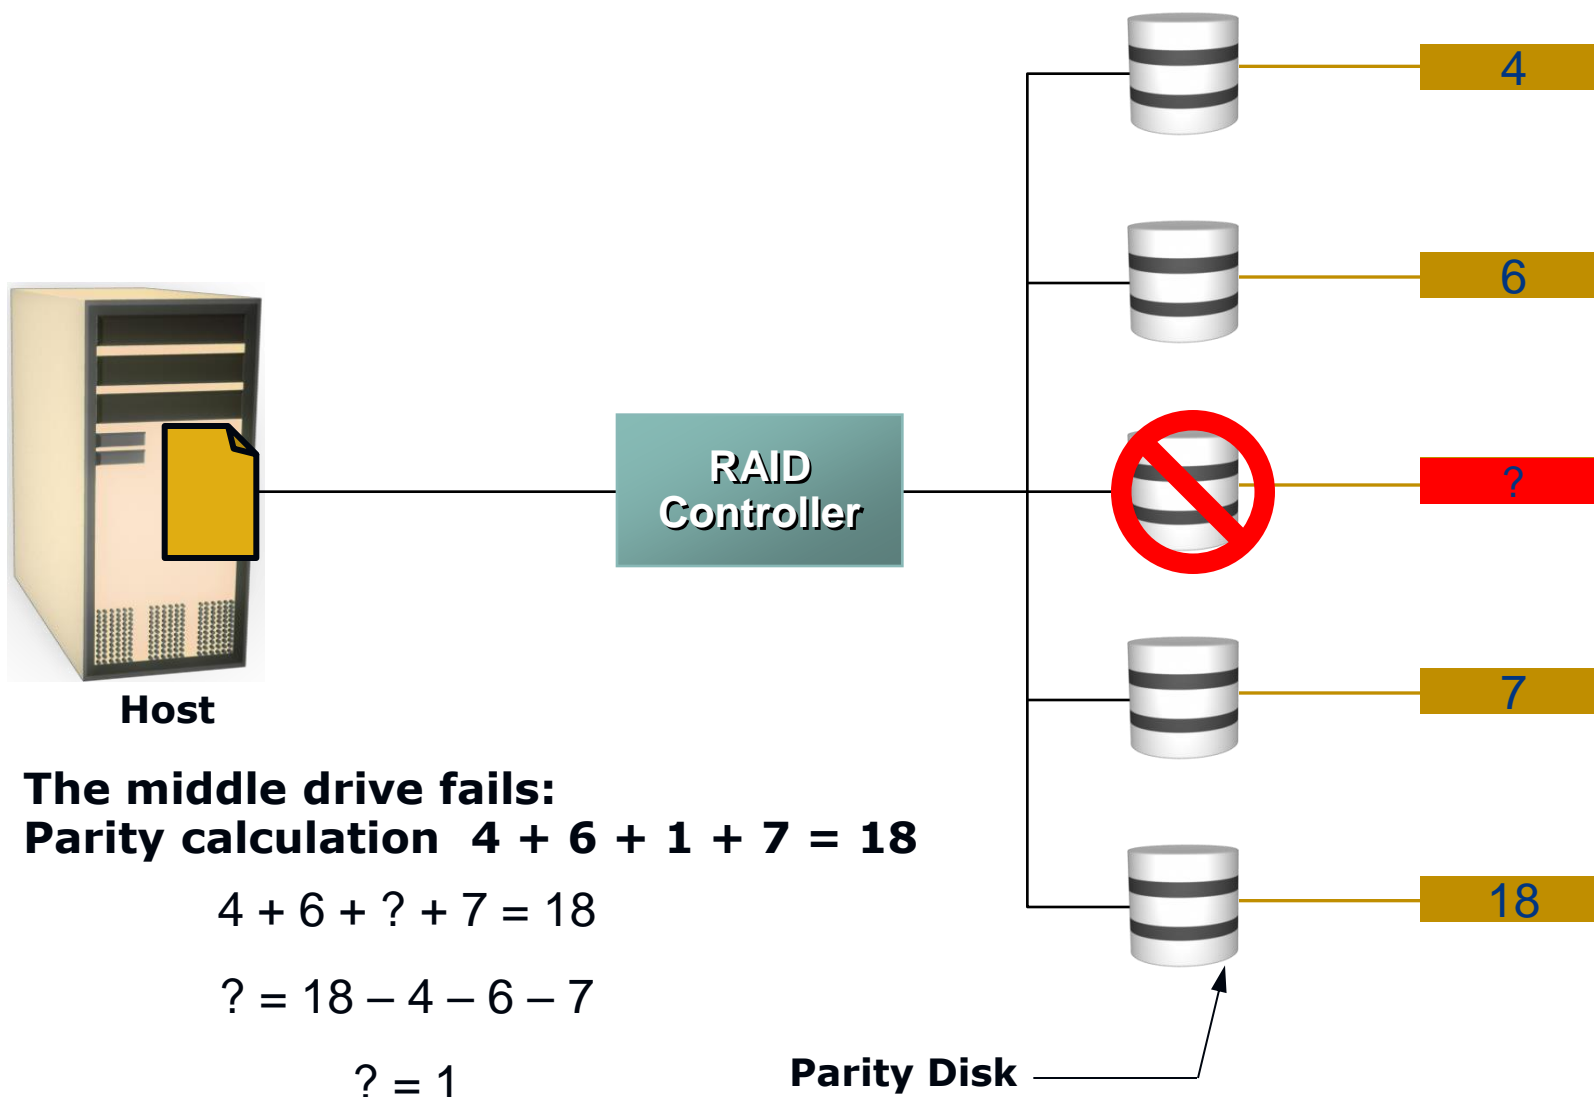 4
6
RAID
Controller
?
7
Host
The middle drive fails:
Parity calculation 4 + 6 + 1 + 7 = 18
4 + 6 + ? + 7 = 18
18
? = 18 – 4 – 6 – 7
Parity Disk
? = 1